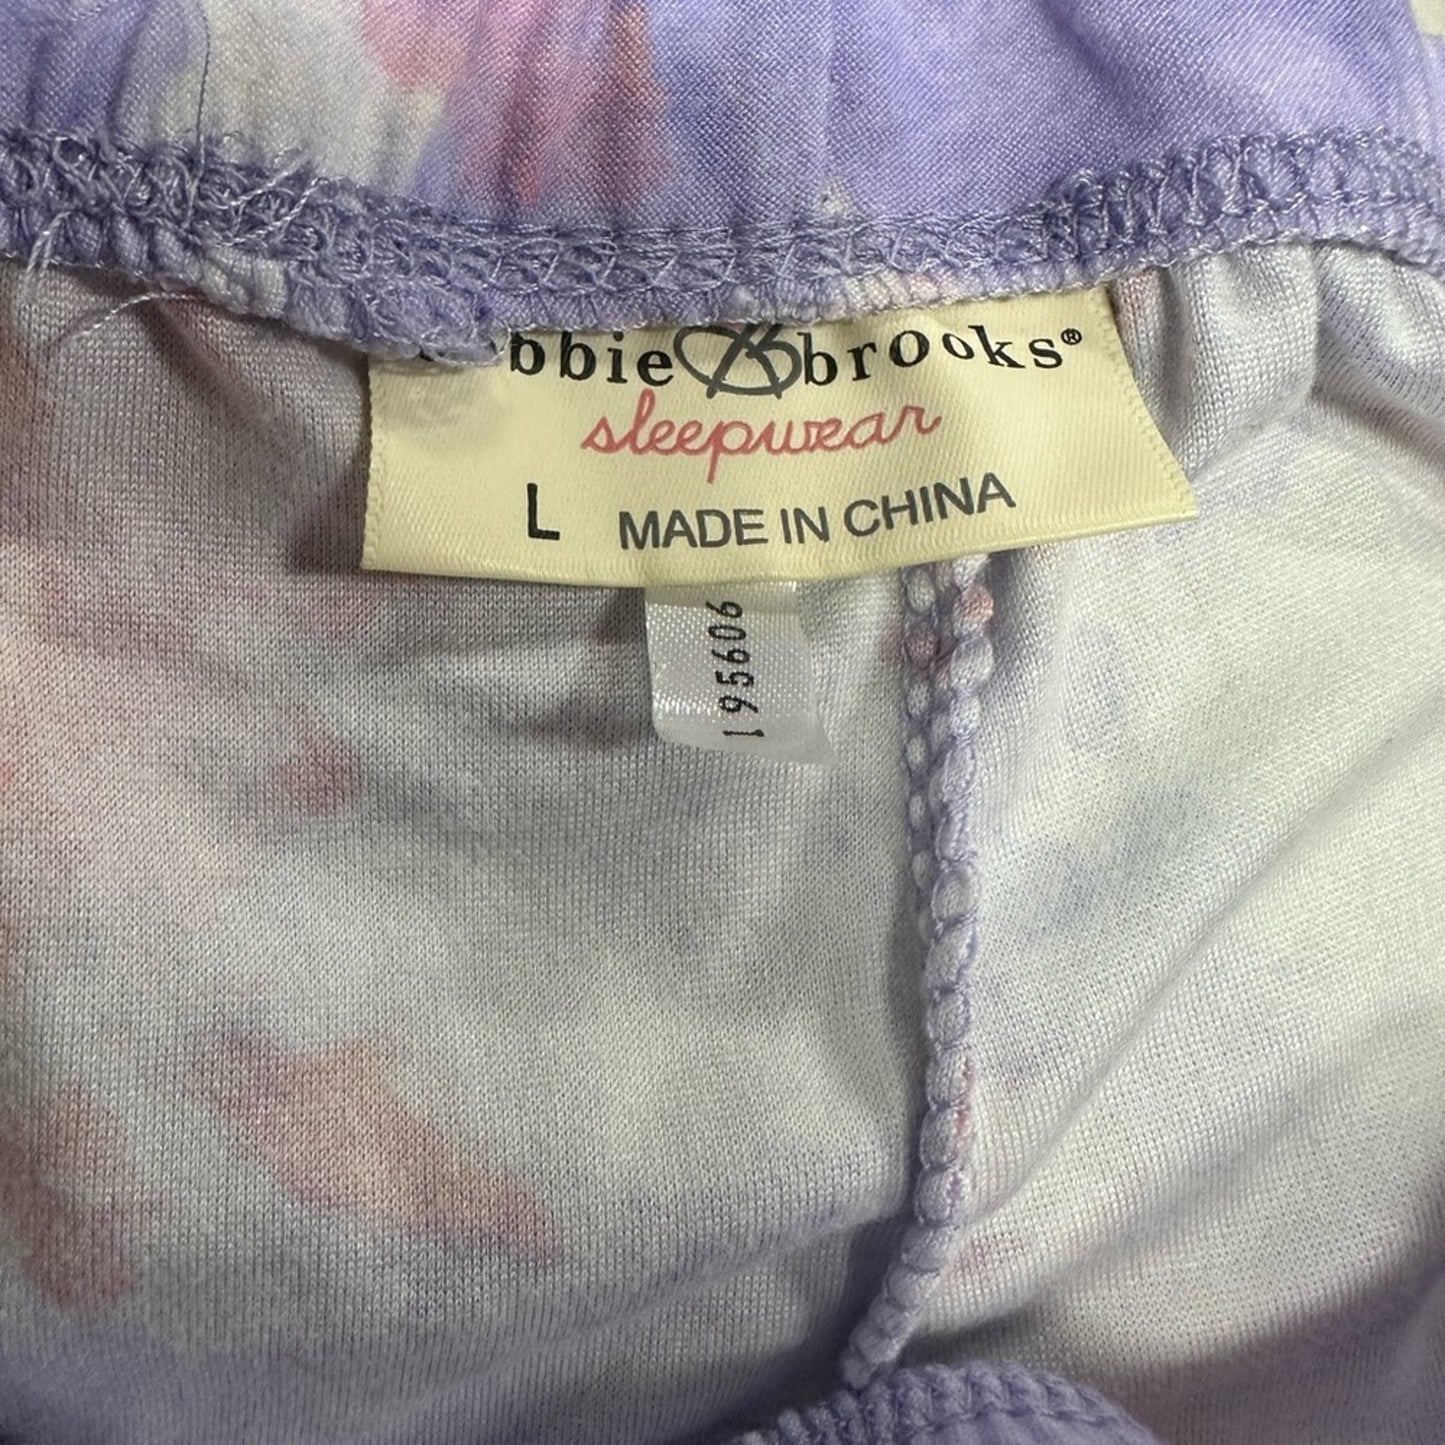 bbie brooks®
sleepwear
L MADE IN CHINA
195606